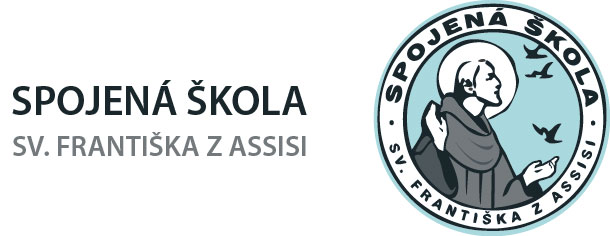 SPOJENÁ ŠKOLA
SV. FRANTIŠKA Z ASSISI
SPOJENÁ ŠKOLA
SV. FRANTIŠKA Z ASSISI